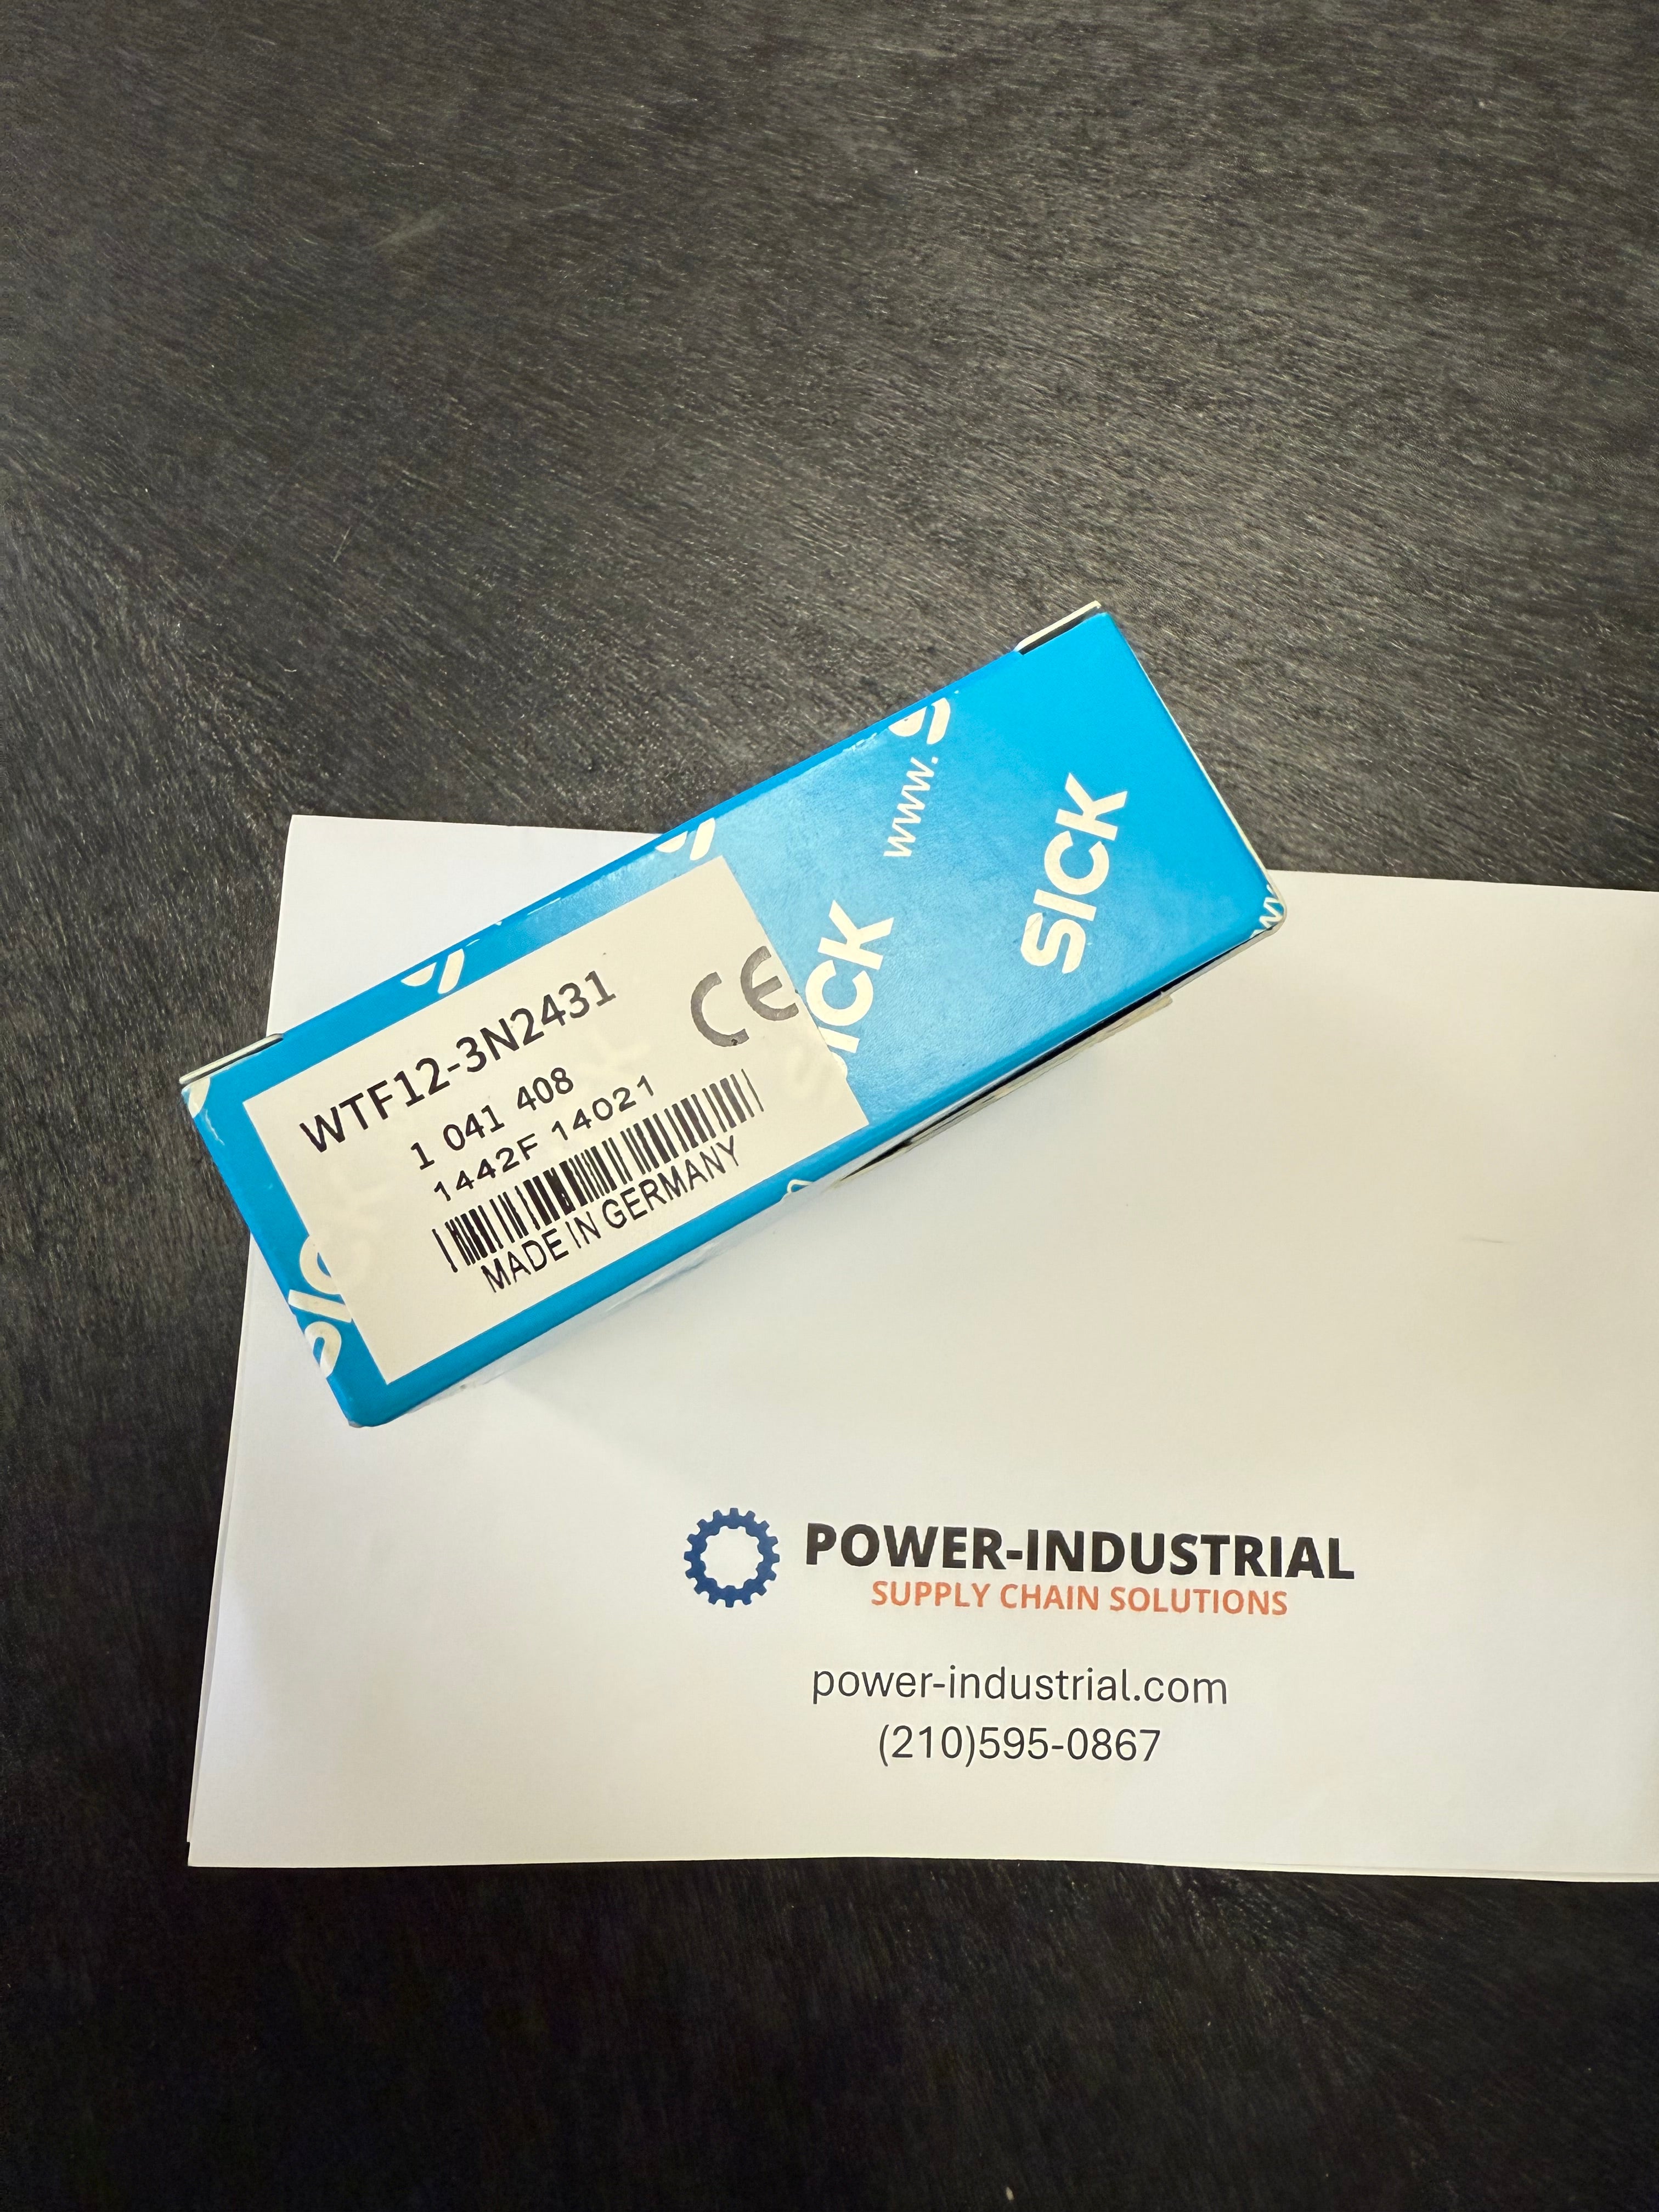 WTF12-3N2431
CE
1 041 408
1442F 14021
MADE IN GERMANY
SICK
www.S
SICK
POWER-INDUSTRIAL
SUPPLY CHAIN SOLUTIONS
power-industrial.com
(210)595-0867